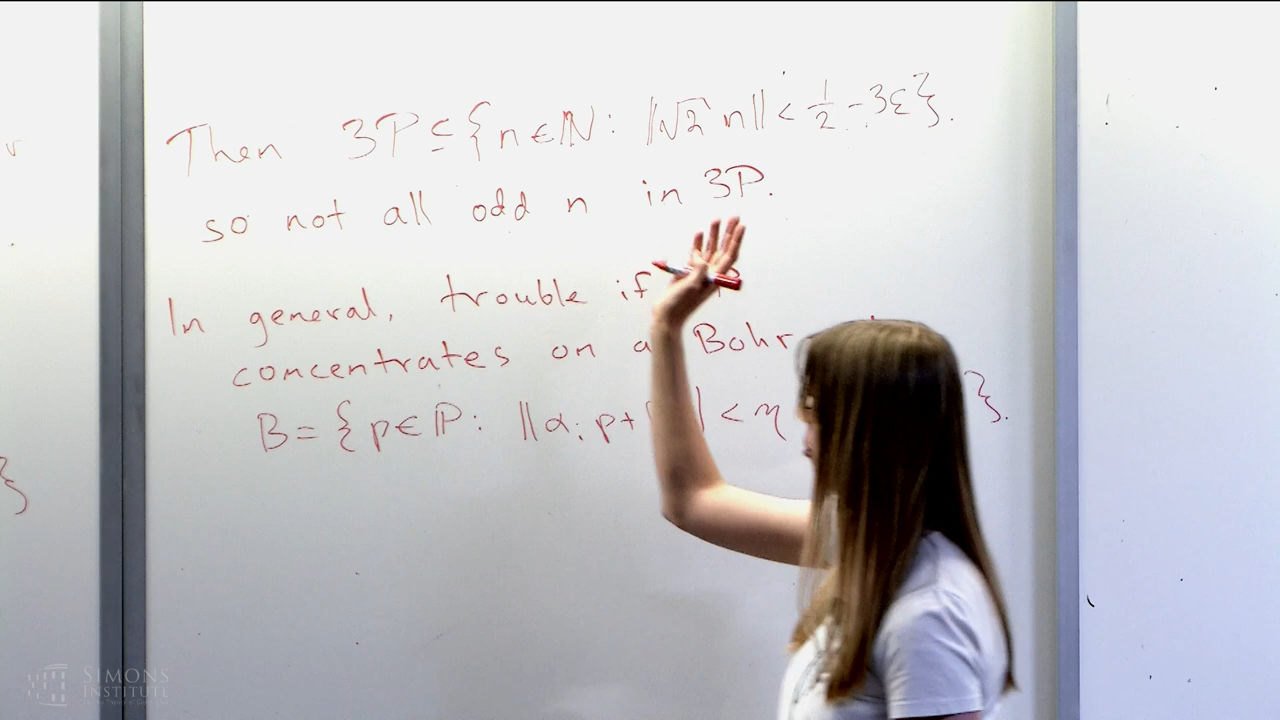 Then 3P ⊆ {n ∈ ℕ: ||√2 n|| < 1/2 - 3ε}.
so not all odd n in 3P.
In general, trouble if
concentrates on a Bohr
B = {p ∈ ℙ: ||αᵢ p + || < η }.
}
SIMONS
INSTITUTE